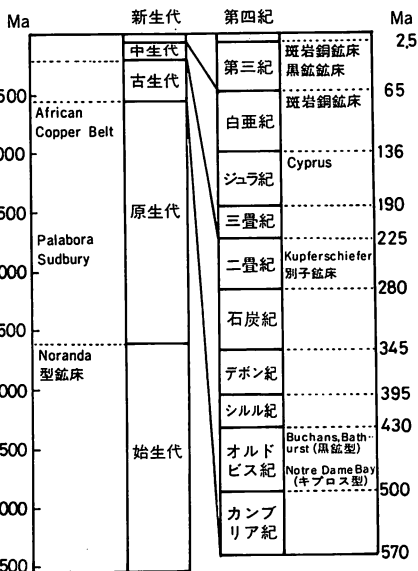 Ma
新生代
第四紀
Ma
中生代
古生代
原生代
始生代
500
000
500
000
500
000
500
000
500
African
Copper Belt
Palabora
Sudbury
Noranda
型鉱床
第三紀
白亜紀
ジュラ紀
三畳紀
二畳紀
石炭紀
デボン紀
シルル紀
オルド
ビス紀
カンブ
リア紀
斑岩銅鉱床
黒鉱鉱床
斑岩銅鉱床
Cyprus
Kupferschiefer
別子鉱床
Buchans,Bath-
urst(黒鉱型)
Notre Dame Bay
(キプロス型)
2,5
65
136
190
225
280
345
395
430
500
570